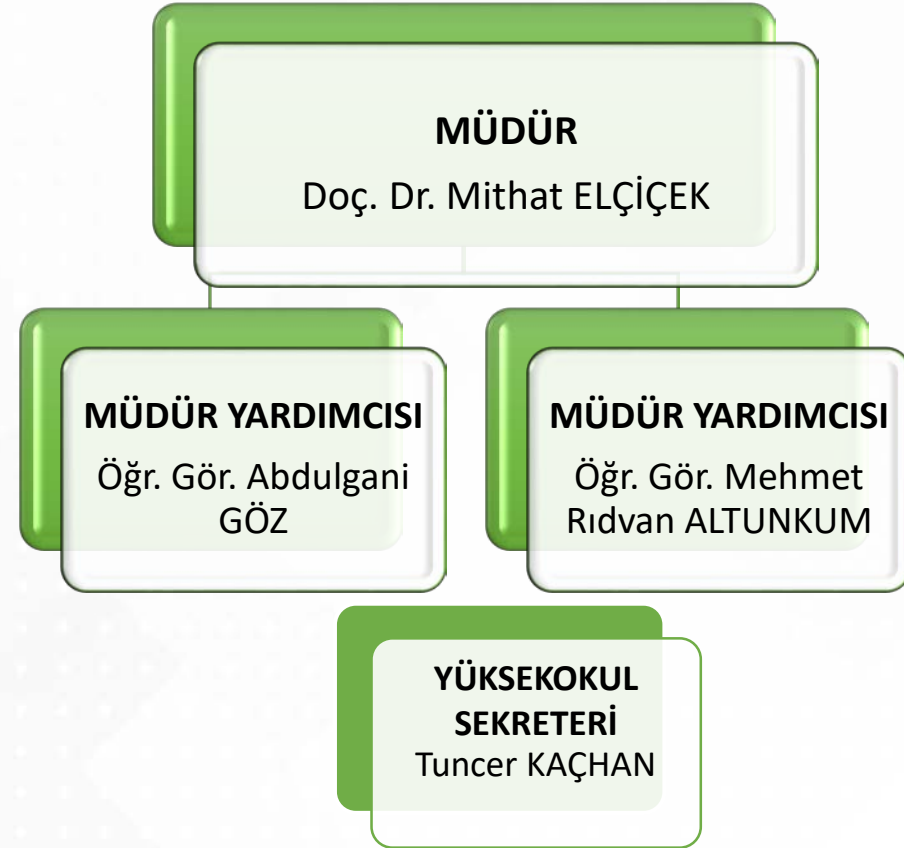 MÜDÜR
Doç. Dr. Mithat ELÇİÇEK
MÜDÜR YARDIMCISI
Öğr. Gör. Abdulgani
GÖZ
MÜDÜR YARDIMCISI
Öğr. Gör. Mehmet
Rıdvan ALTUNKUM
YÜKSEKOKUL
SEKRETERİ
Tuncer KAÇHAN